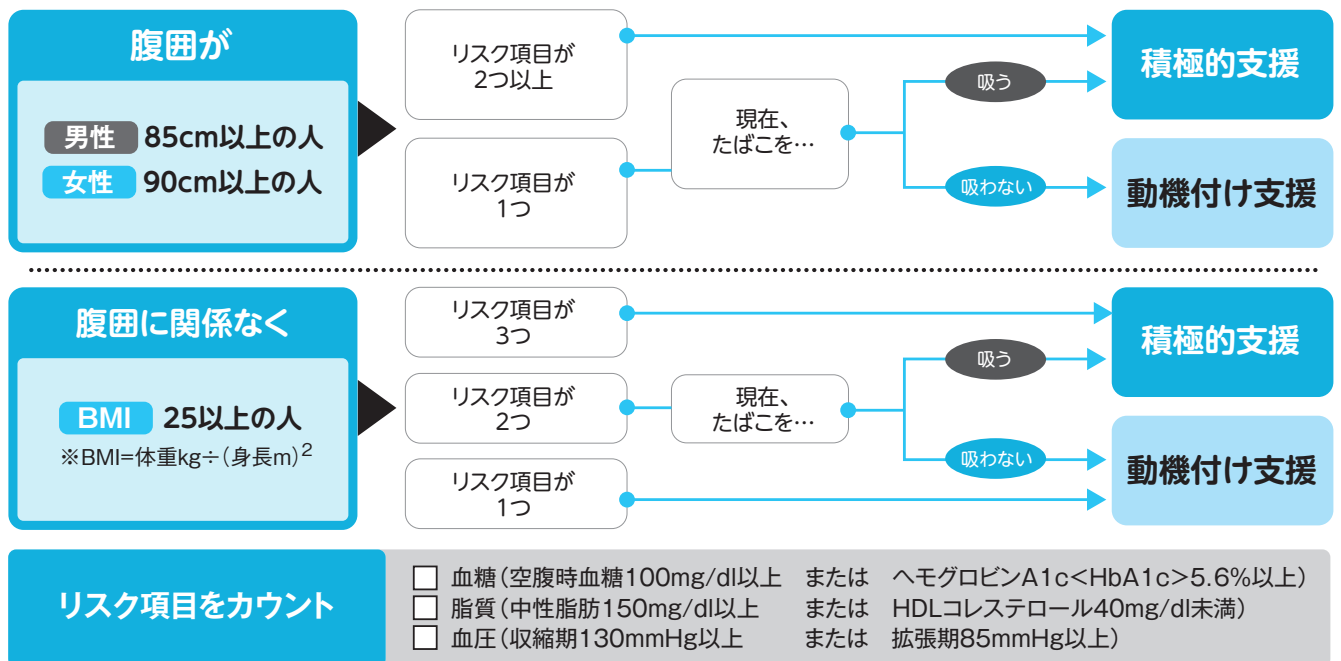 腹囲が
男性 85cm以上の人
女性 90cm以上の人
リスク項目が
2つ以上
リスク項目が
1つ
現在、
たばこを…
吸う
吸わない
積極的支援
動機付け支援
腹囲に関係なく
BMI 25以上の人
※BMI=体重kg÷(身長m)²
リスク項目が
3つ
リスク項目が
2つ
リスク項目が
1つ
現在、
たばこを…
吸う
吸わない
積極的支援
動機付け支援
リスク項目をカウント
□ 血糖(空腹時血糖100mg/dl以上 または ヘモグロビンA1c<HbA1c>5.6%以上)
□ 脂質(中性脂肪150mg/dl以上 または HDLコレステロール40mg/dl未満)
□ 血圧(収縮期130mmHg以上 または 拡張期85mmHg以上)